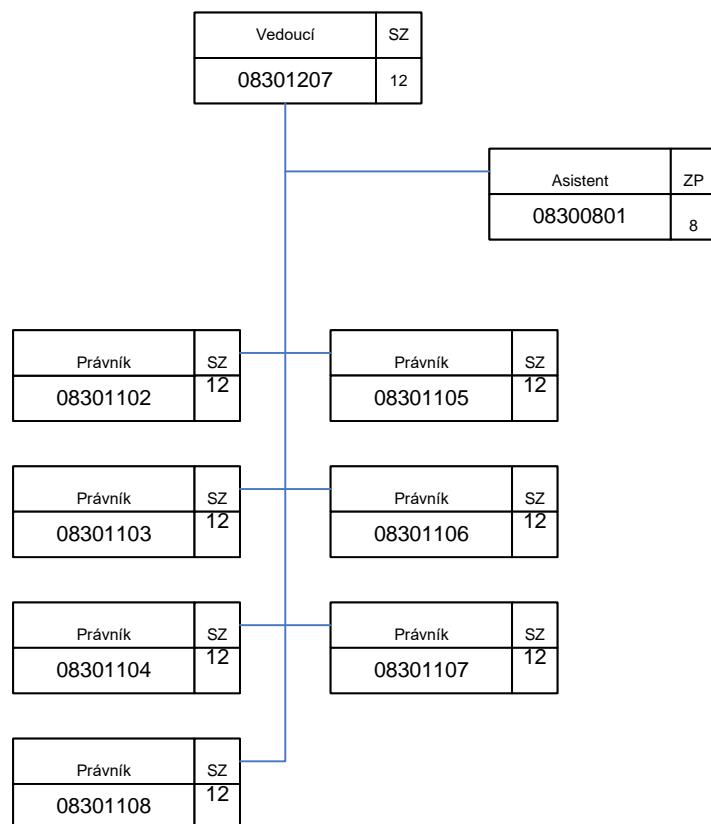 Vedoucí SZ
08301207 12
Asistent ZP
08300801 8
Právník SZ
08301102 12
Právník SZ
08301105 12
Právník SZ
08301103 12
Právník SZ
08301106 12
Právník SZ
08301104 12
Právník SZ
08301107 12
Právník SZ
08301108 12